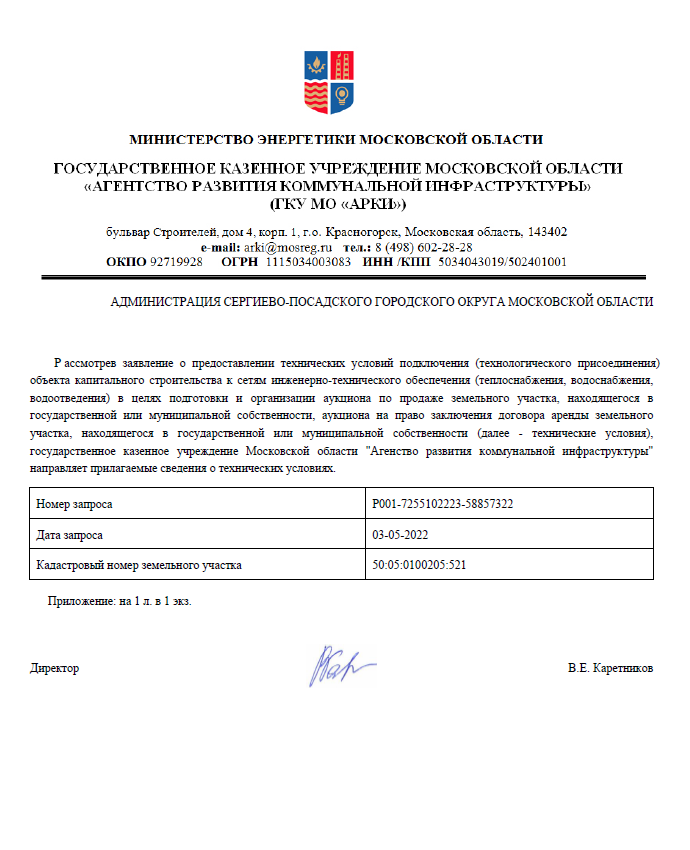 МИНИСТЕРСТВО ЭНЕРГЕТИКИ МОСКОВСКОЙ ОБЛАСТИ
ГОСУДАРСТВЕННОЕ КАЗЕННОЕ УЧРЕЖДЕНИЕ МОСКОВСКОЙ ОБЛАСТИ
«АГЕНТСТВО РАЗВИТИЯ КОММУНАЛЬНОЙ ИНФРАСТРУКТУРЫ»
(ГКУ МО «АРКИ»)
бульвар Строителей, дом 4, корп. 1, г.о. Красногорск, Московская область, 143402
e-mail: arki@mosreg.ru тел.: 8 (498) 602-28-28
ОКПО 92719928 ОГРН 1115034003083 ИНН /КПП 5034043019/502401001
АДМИНИСТРАЦИЯ СЕРГИЕВО-ПОСАДСКОГО ГОРОДСКОГО ОКРУГА МОСКОВСКОЙ ОБЛАСТИ
Рассмотрев заявление о предоставлении технических условий подключения (технологического присоединения)
объекта капитального строительства к сетям инженерно-технического обеспечения (теплоснабжения, водоснабжения,
водоотведения) в целях подготовки и организации аукциона по продаже земельного участка, находящегося в
государственной или муниципальной собственности, аукциона на право заключения договора аренды земельного
участка, находящегося в государственной или муниципальной собственности (далее - технические условия),
государственное казенное учреждение Московской области "Агенство развития коммунальной инфраструктуры"
направляет прилагаемые сведения о технических условиях.
Номер запроса P001-7255102223-58857322
Дата запроса 03-05-2022
Кадастровый номер земельного участка 50:05:0100205:521
Приложение: на 1 л. в 1 экз.
Директор В.Е. Каретников